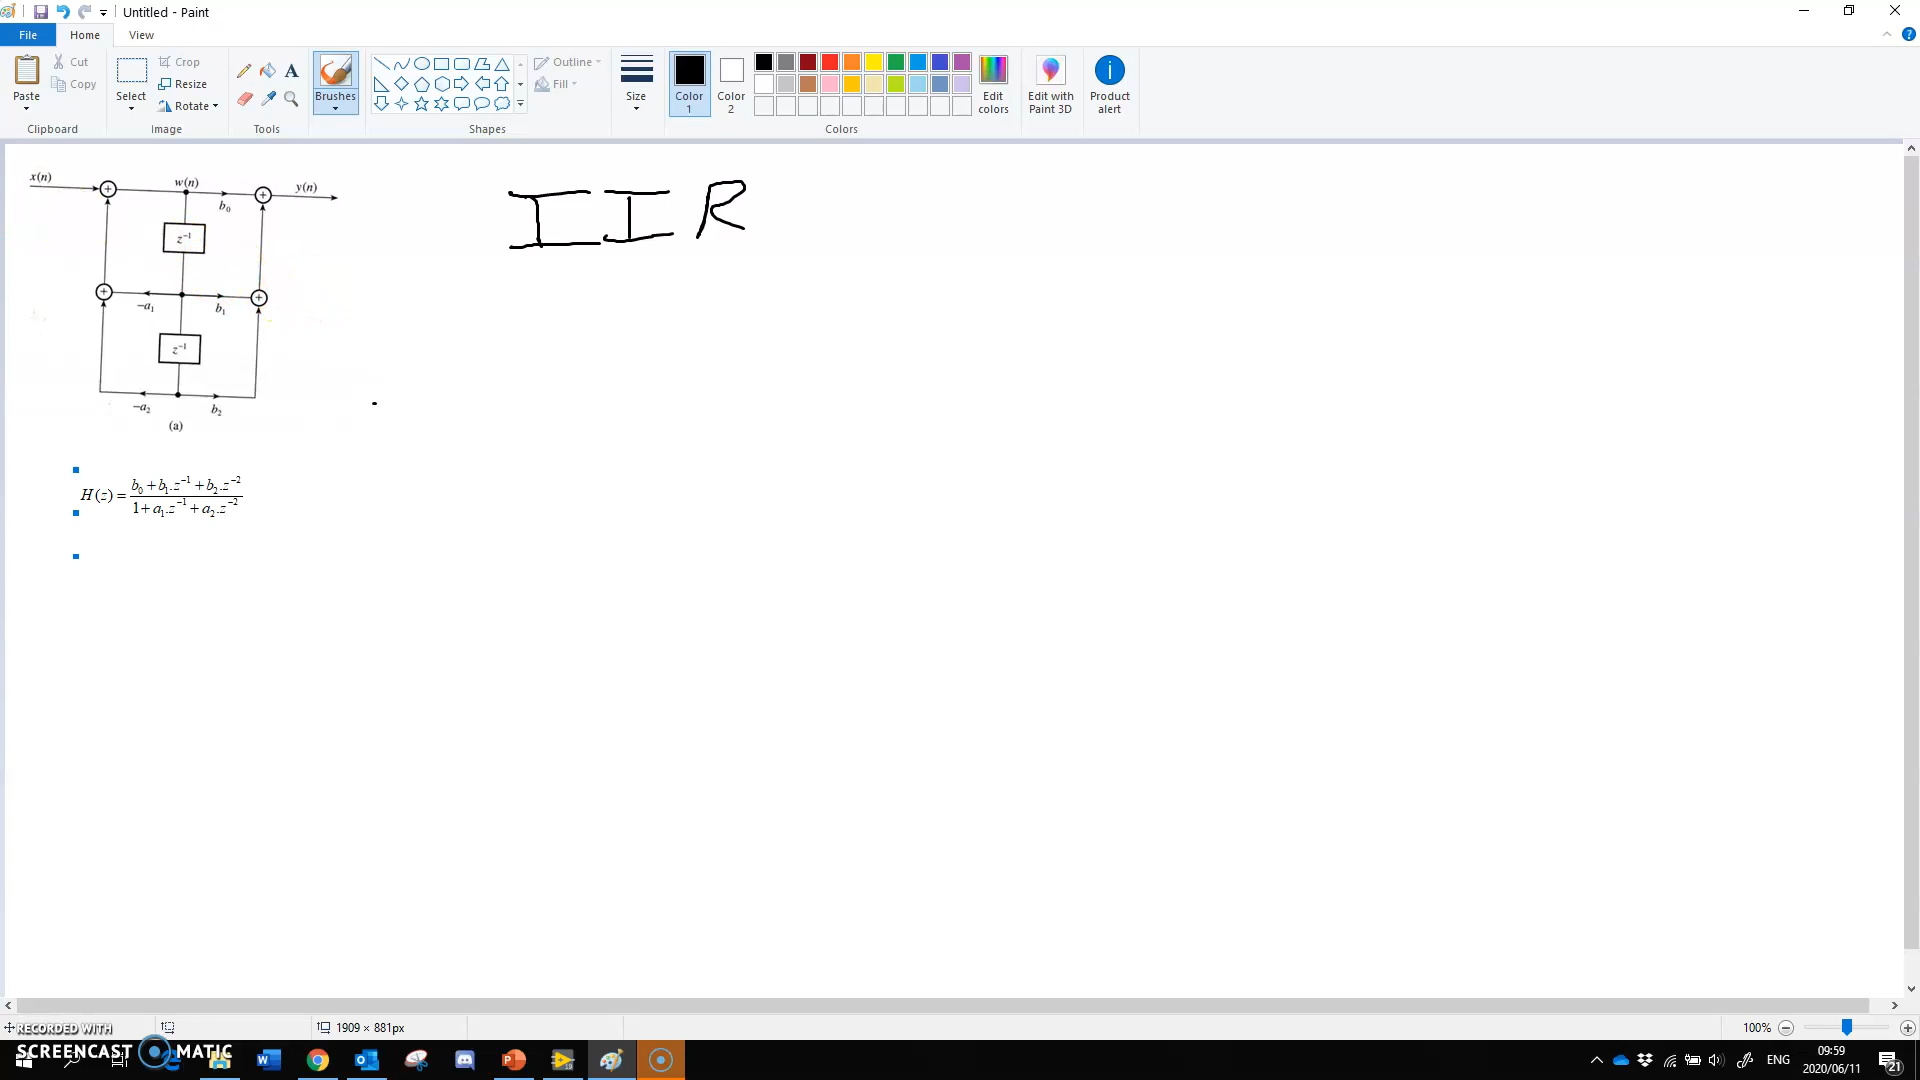 Untitled - Paint
File Home View
Paste Cut Copy Clipboard
Select Crop Resize Rotate Image
Tools
Brushes
Shapes
Outline Fill
Size
Color 1 Color 2
Edit colors
Colors
Edit with Paint 3D
Product alert
x(n) w(n) y(n)
b₀
z⁻¹
−a₁ b₁
z⁻¹
−a₂ b₂
(a)
IIR
H(z) = (b₀ + b₁.z⁻¹ + b₂.z⁻²) / (1 + a₁.z⁻¹ + a₂.z⁻²)
1909 × 881px
100%
RECORDED WITH
SCREENCAST MATIC
ENG
09:59
2020/06/11
21